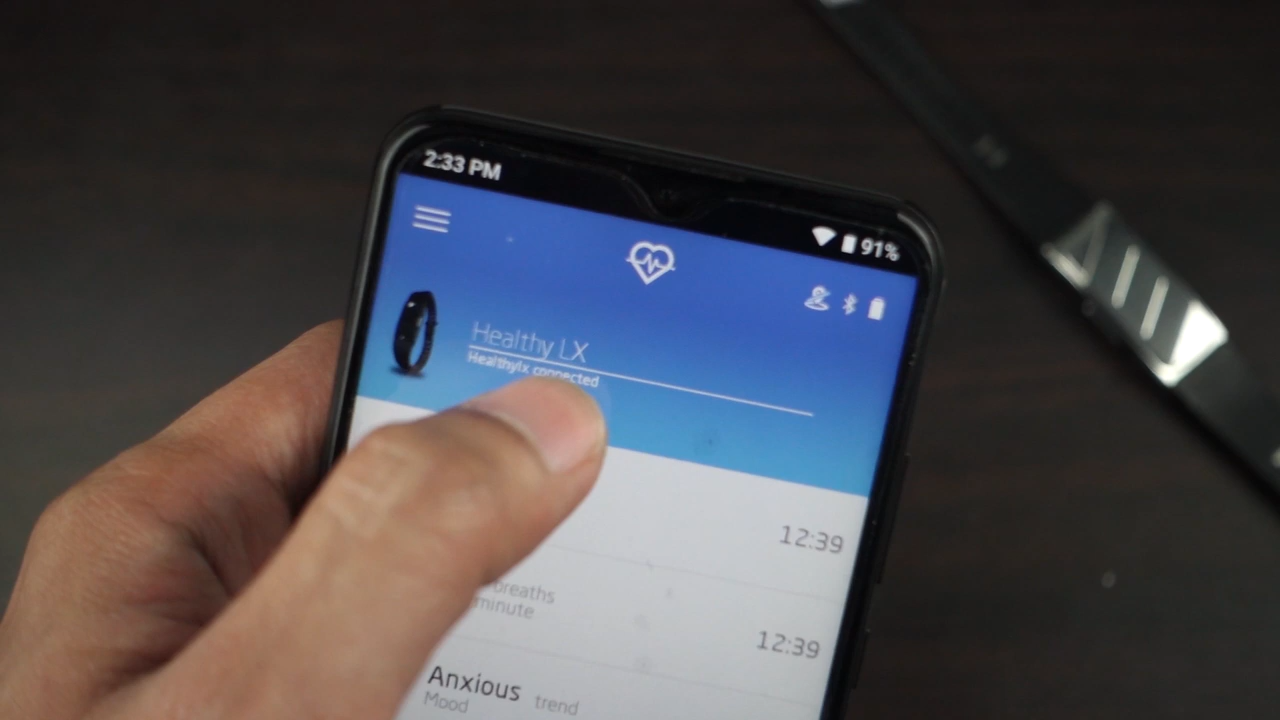 2:33 PM
91%
Healthy LX
Healthylx connected
12:39
breaths
minute
12:39
Anxious trend
Mood